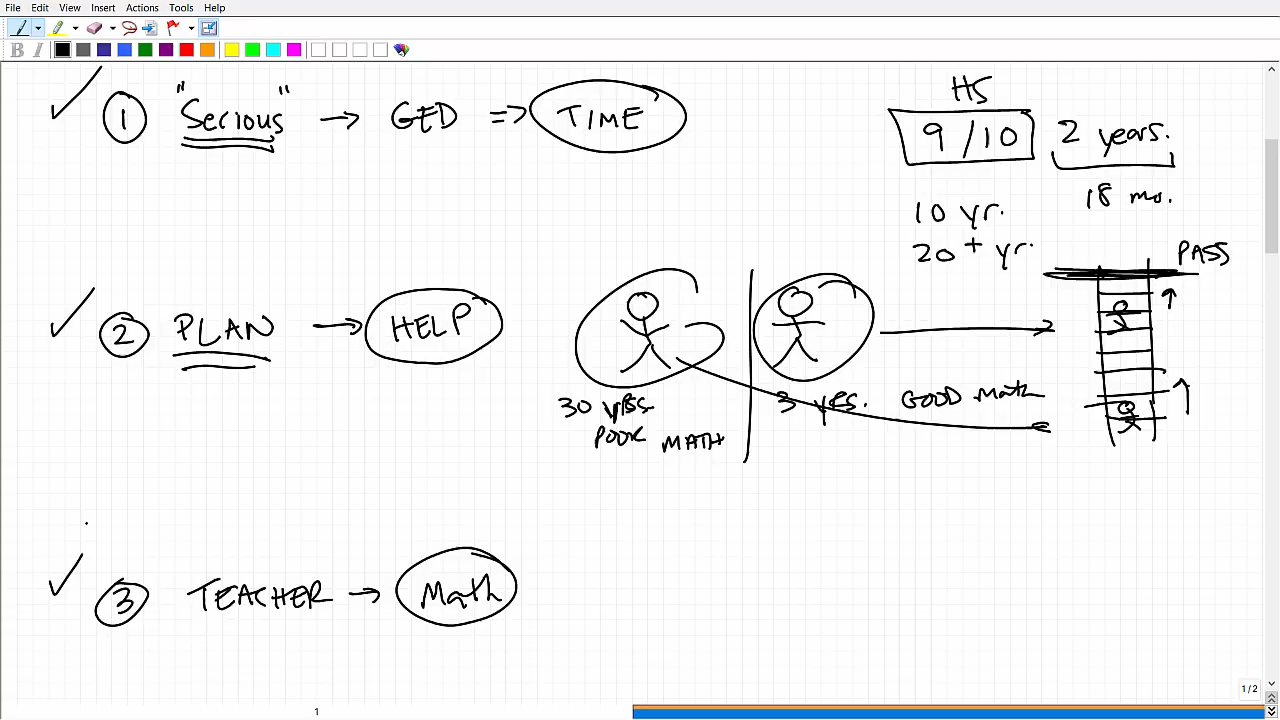 File Edit View Insert Actions Tools Help
B I
HS
① "Serious" → GED => TIME
9 / 10
2 years.
18 mo.
10 yr.
20 + yr.
PASS
② PLAN → HELP
30 yrs.
POOR MATH
3 yrs.
GOOD Math
③ TEACHER → Math
1/2
1